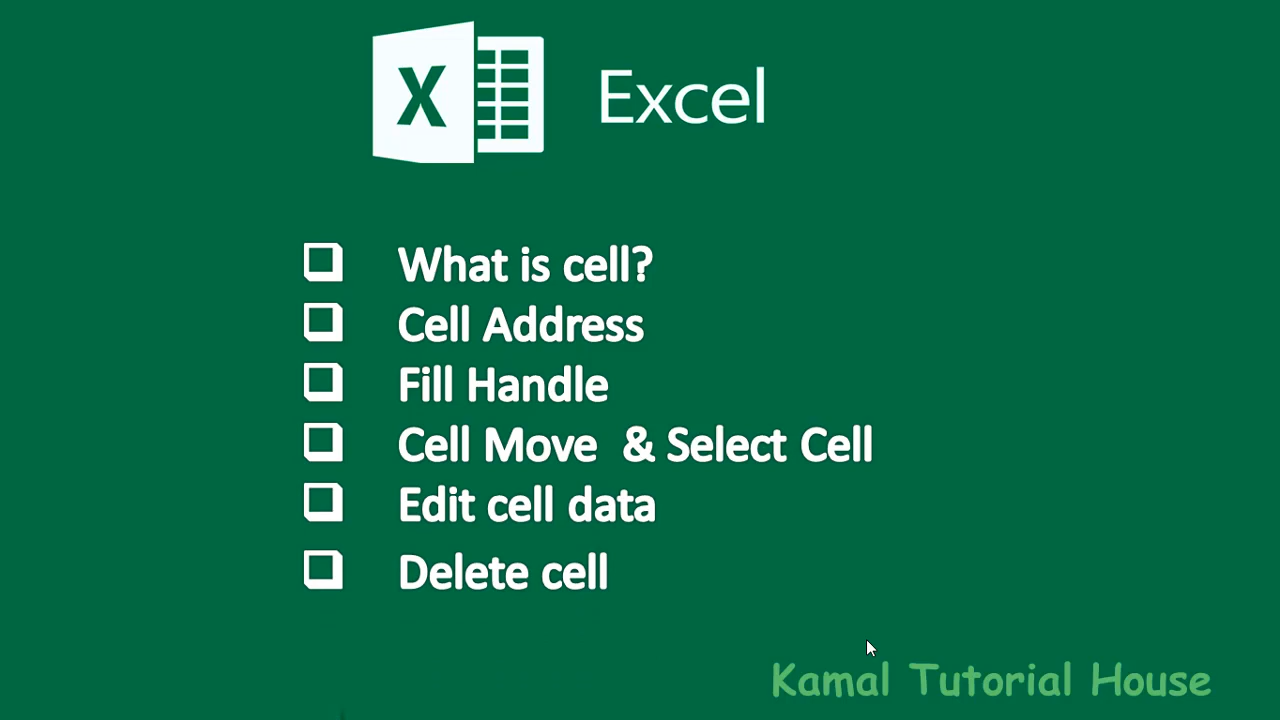 X Excel
What is cell?
Cell Address
Fill Handle
Cell Move & Select Cell
Edit cell data
Delete cell
Kamal Tutorial House